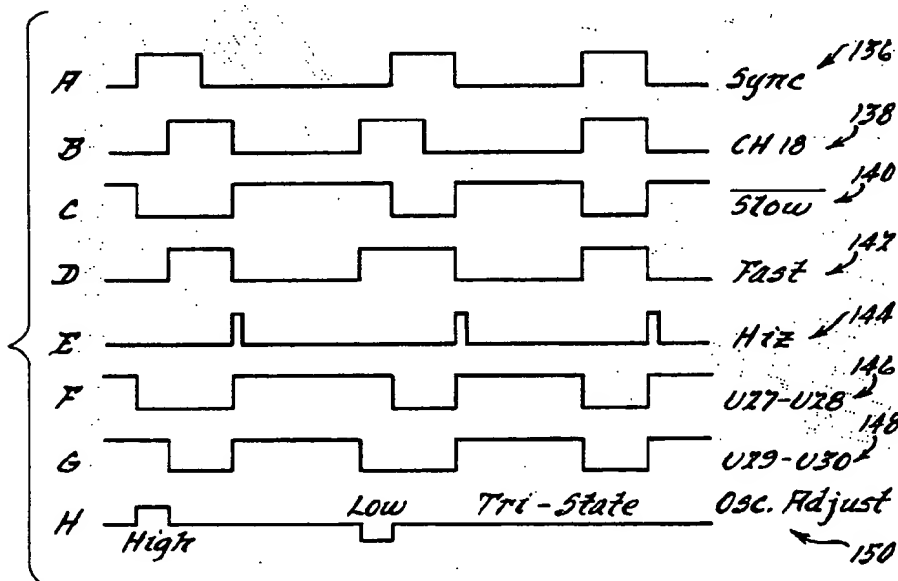 A Sync 136
B CH 18 138
C Slow 140
D Fast 142
E Hiz 144
F U27-U28 146
G U29-U30 148
H High Low Tri-State Osc. Adjust 150